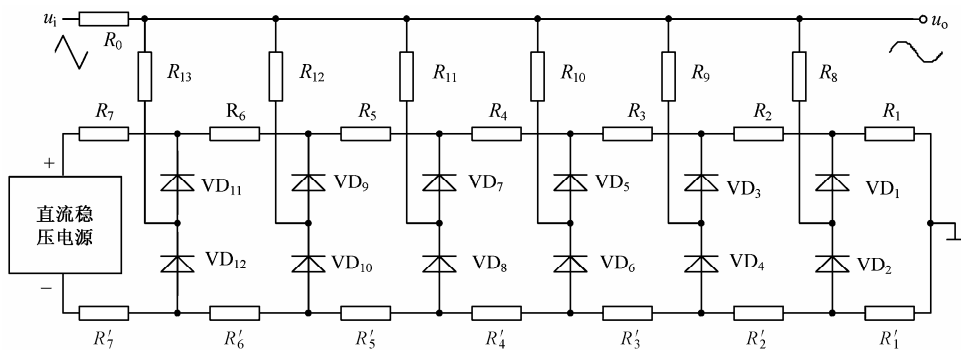 uᵢ
R₀
uₒ
R₁₃
R₁₂
R₁₁
R₁₀
R₉
R₈
R₇
R₆
R₅
R₄
R₃
R₂
R₁
+
VD₁₁
VD₉
VD₇
VD₅
VD₃
VD₁
直流稳
压电源
VD₁₂
VD₁₀
VD₈
VD₆
VD₄
VD₂
−
R′₇
R′₆
R′₅
R′₄
R′₃
R′₂
R′₁